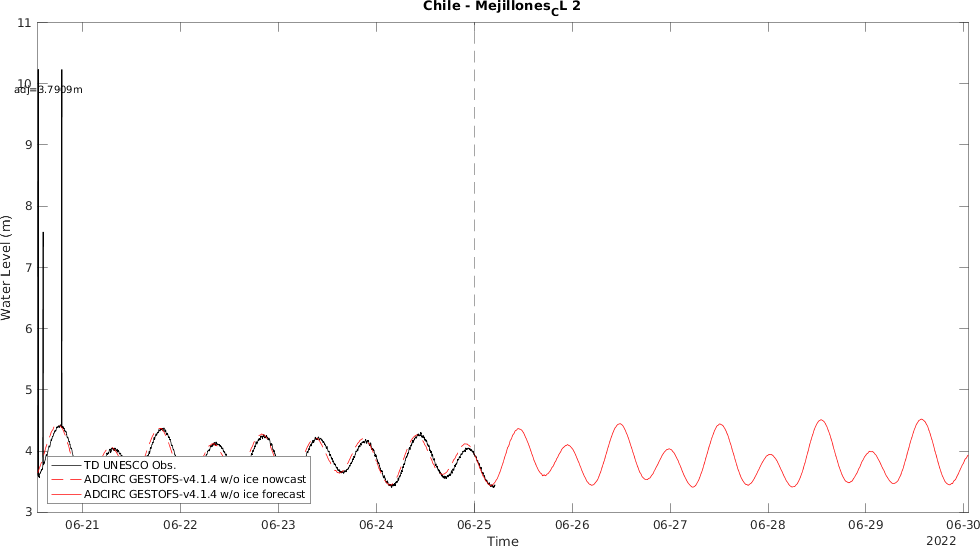 Chile - Mejillones_CL 2
11
10
adj=3.7909m
9
8
7
6
5
4
3
Water Level (m)
TD UNESCO Obs.
ADCIRC GESTOFS-v4.1.4 w/o ice nowcast
ADCIRC GESTOFS-v4.1.4 w/o ice forecast
06-21 06-22 06-23 06-24 06-25 06-26 06-27 06-28 06-29 06-30
Time
2022